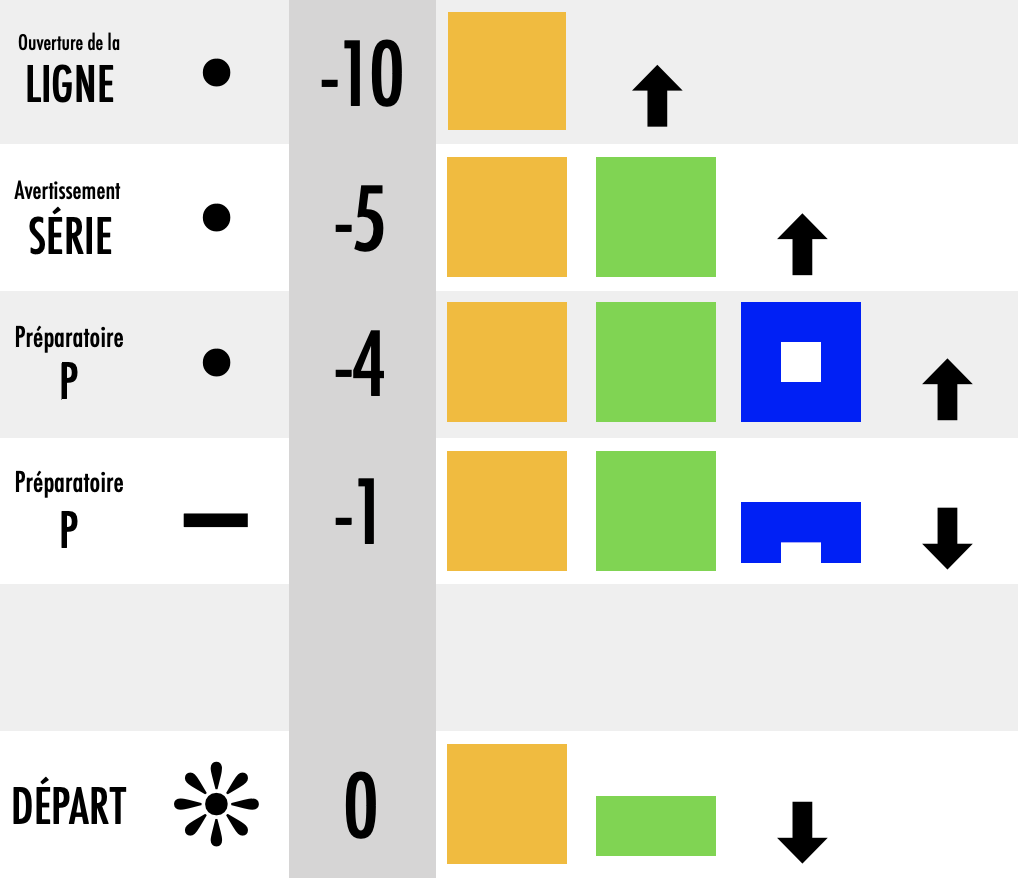 Ouverture de la
LIGNE
-10
Avertissement
SÉRIE
-5
Préparatoire
P
-4
Préparatoire
P
-1
DÉPART
0